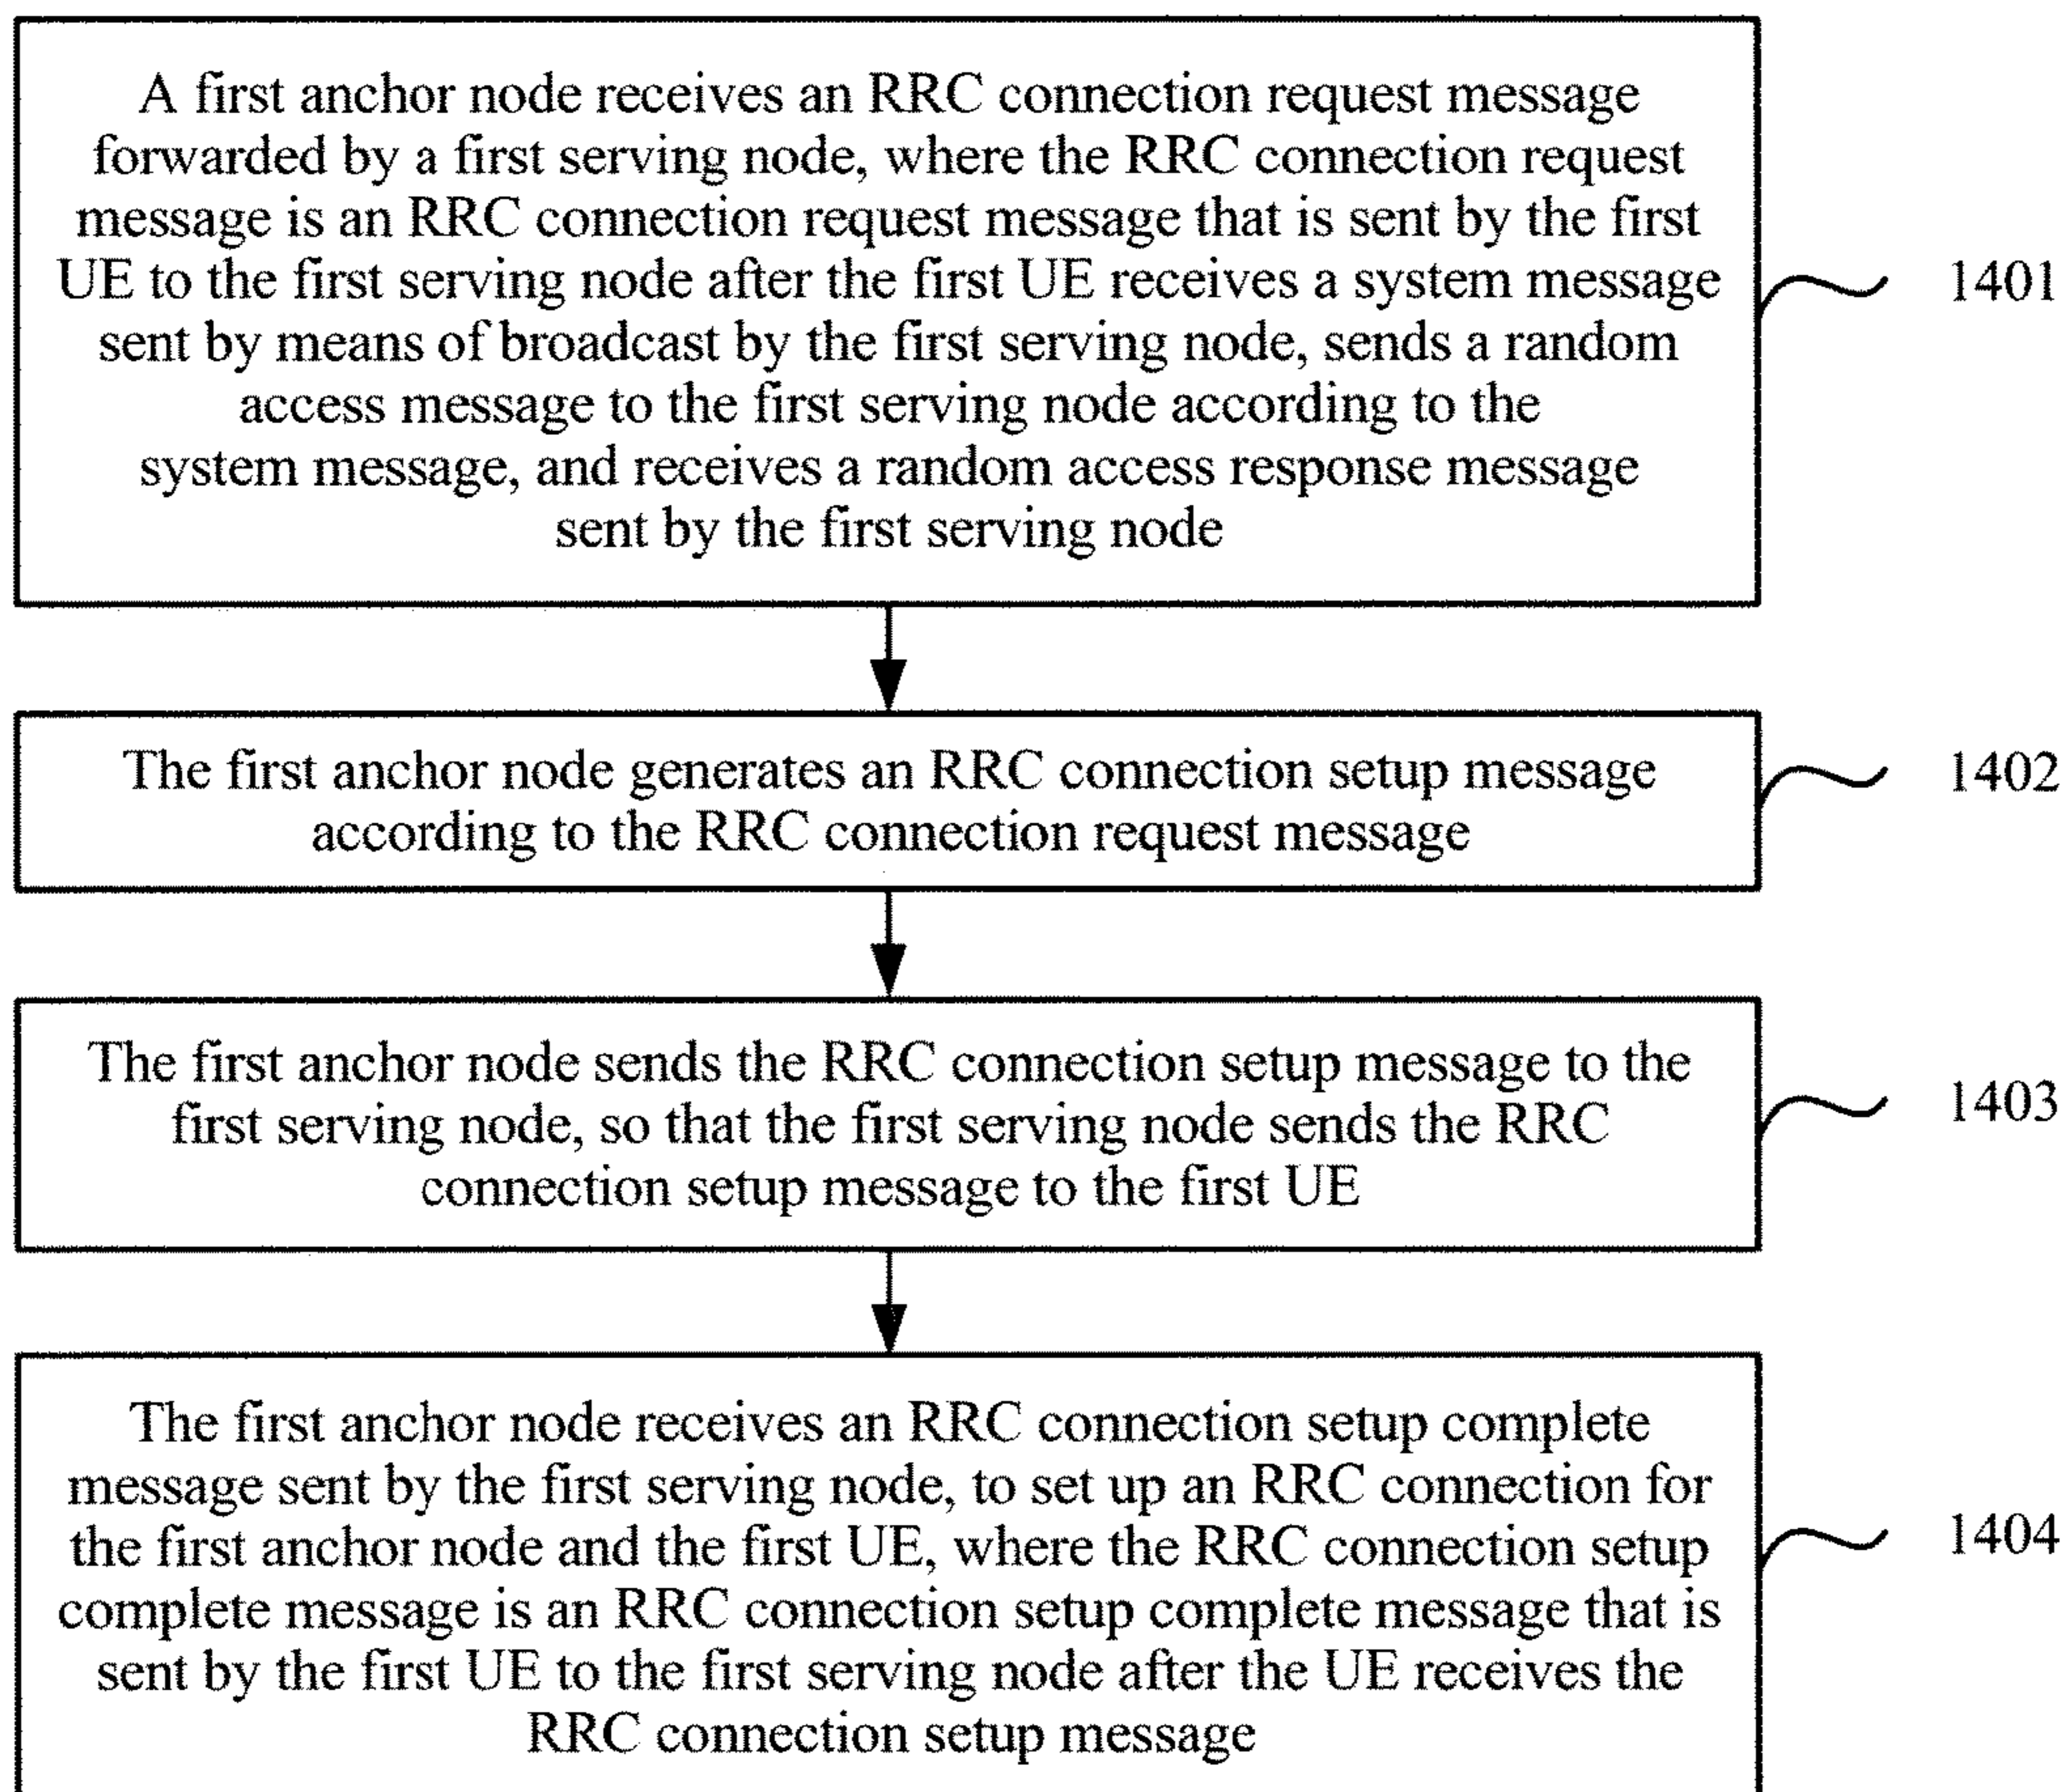 A first anchor node receives an RRC connection request message
forwarded by a first serving node, where the RRC connection request
message is an RRC connection request message that is sent by the first
UE to the first serving node after the first UE receives a system message
sent by means of broadcast by the first serving node, sends a random
access message to the first serving node according to the
system message, and receives a random access response message
sent by the first serving node
1401
The first anchor node generates an RRC connection setup message
according to the RRC connection request message
1402
The first anchor node sends the RRC connection setup message to the
first serving node, so that the first serving node sends the RRC
connection setup message to the first UE
1403
The first anchor node receives an RRC connection setup complete
message sent by the first serving node, to set up an RRC connection for
the first anchor node and the first UE, where the RRC connection setup
complete message is an RRC connection setup complete message that is
sent by the first UE to the first serving node after the UE receives the
RRC connection setup message
1404